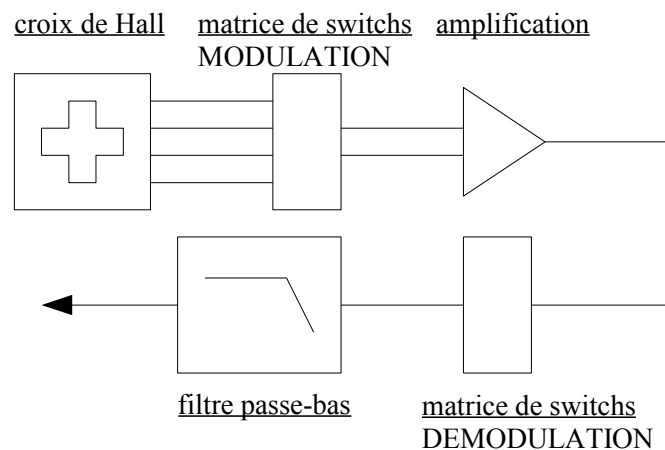 croix de Hall
matrice de switchs
MODULATION
amplification
filtre passe-bas
matrice de switchs
DEMODULATION